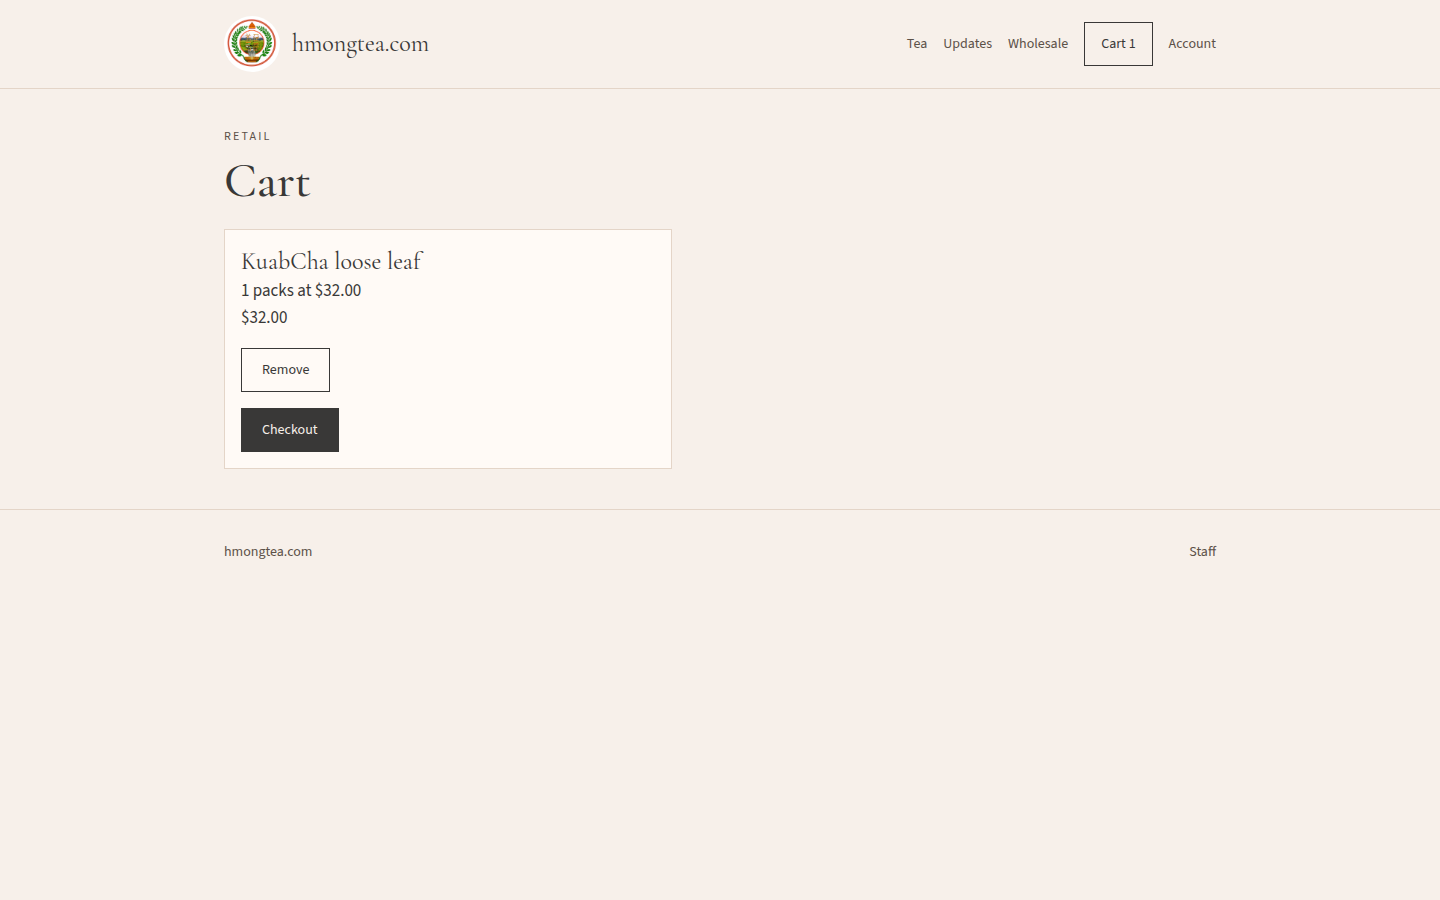 hmongtea.com
Tea Updates Wholesale Cart 1 Account
RETAIL
Cart
KuabCha loose leaf
1 packs at $32.00
$32.00
Remove
Checkout
hmongtea.com
Staff